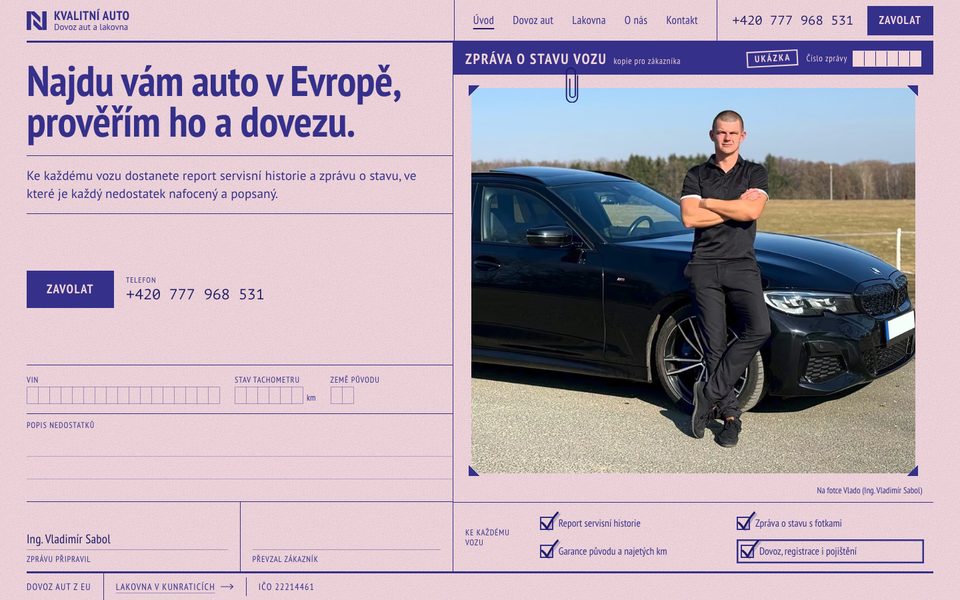 KVALITNÍ AUTO
Dovoz aut a lakovna
Úvod Dovoz aut Lakovna O nás Kontakt
+420 777 968 531
ZAVOLAT
Najdu vám auto v Evropě,
prověřím ho a dovezu.
Ke každému vozu dostanete report servisní historie a zprávu o stavu, ve
které je každý nedostatek nafocený a popsaný.
ZAVOLAT
TELEFON
+420 777 968 531
VIN
STAV TACHOMETRU
km
ZEMĚ PŮVODU
POPIS NEDOSTATKŮ
Ing. Vladimír Sabol
ZPRÁVU PŘIPRAVIL
PŘEVZAL ZÁKAZNÍK
ZPRÁVA O STAVU VOZU kopie pro zákazníka
UKÁZKA
Číslo zprávy
Na fotce Vlado (Ing. Vladimír Sabol)
KE KAŽDÉMU
VOZU
Report servisní historie
Zpráva o stavu s fotkami
Garance původu a najetých km
Dovoz, registrace i pojištění
DOVOZ AUT Z EU
LAKOVNA V KUNRATICÍCH →
IČO 22214461